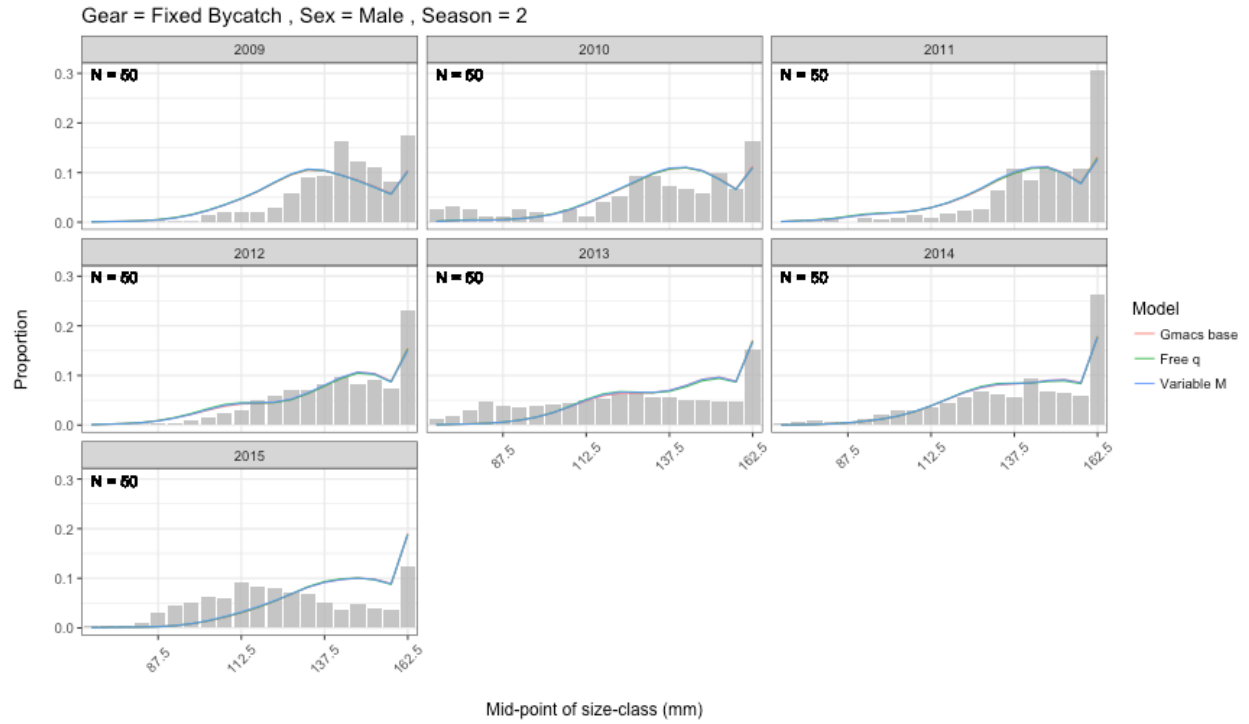 Gear = Fixed Bycatch , Sex = Male , Season = 2
2009
2010
2011
N = 50
N = 50
N = 50
0.3
0.2
0.1
0.0
2012
2013
2014
N = 50
N = 50
N = 50
0.3
0.2
0.1
0.0
87.5
112.5
137.5
162.5
87.5
112.5
137.5
162.5
2015
N = 50
0.3
0.2
0.1
0.0
87.5
112.5
137.5
162.5
Proportion
Mid-point of size-class (mm)
Model
Gmacs base
Free q
Variable M